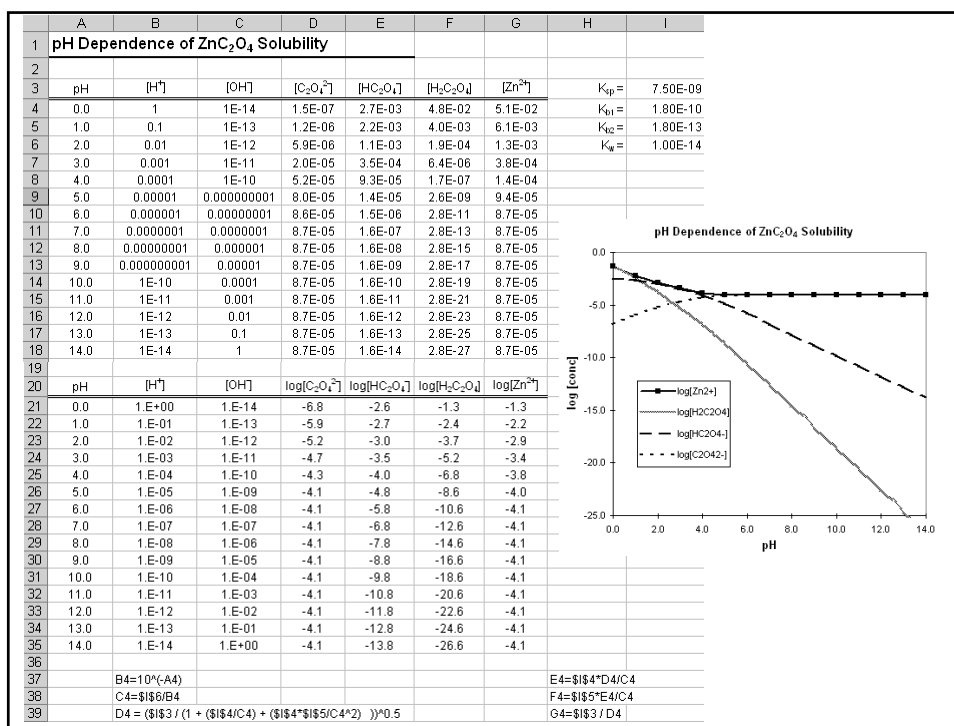 A B C D E F G H I
1 pH Dependence of ZnC₂O₄ Solubility
2
3 pH [H⁺] [OH⁻] [C₂O₄²⁻] [HC₂O₄⁻] [H₂C₂O₄] [Zn²⁺] Ksp = 7.50E-09
4 0.0 1 1E-14 1.5E-07 2.7E-03 4.8E-02 5.1E-02 Kb1 = 1.80E-10
5 1.0 0.1 1E-13 1.2E-06 2.2E-03 4.0E-03 6.1E-03 Kb2 = 1.80E-13
6 2.0 0.01 1E-12 5.9E-06 1.1E-03 1.9E-04 1.3E-03 Kw = 1.00E-14
7 3.0 0.001 1E-11 2.0E-05 3.5E-04 6.4E-06 3.8E-04
8 4.0 0.0001 1E-10 5.2E-05 9.3E-05 1.7E-07 1.4E-04
9 5.0 0.00001 0.000000001 8.0E-05 1.4E-05 2.6E-09 9.4E-05
10 6.0 0.000001 0.00000001 8.6E-05 1.5E-06 2.8E-11 8.7E-05
11 7.0 0.0000001 0.0000001 8.7E-05 1.6E-07 2.8E-13 8.7E-05
12 8.0 0.00000001 0.000001 8.7E-05 1.6E-08 2.8E-15 8.7E-05
13 9.0 0.000000001 0.00001 8.7E-05 1.6E-09 2.8E-17 8.7E-05
14 10.0 1E-10 0.0001 8.7E-05 1.6E-10 2.8E-19 8.7E-05
15 11.0 1E-11 0.001 8.7E-05 1.6E-11 2.8E-21 8.7E-05
16 12.0 1E-12 0.01 8.7E-05 1.6E-12 2.8E-23 8.7E-05
17 13.0 1E-13 0.1 8.7E-05 1.6E-13 2.8E-25 8.7E-05
18 14.0 1E-14 1 8.7E-05 1.6E-14 2.8E-27 8.7E-05
19
20 pH [H⁺] [OH⁻] log[C₂O₄²⁻] log[HC₂O₄⁻] log[H₂C₂O₄] log[Zn²⁺]
21 0.0 1.E+00 1.E-14 -6.8 -2.6 -1.3 -1.3
22 1.0 1.E-01 1.E-13 -5.9 -2.7 -2.4 -2.2
23 2.0 1.E-02 1.E-12 -5.2 -3.0 -3.7 -2.9
24 3.0 1.E-03 1.E-11 -4.7 -3.5 -5.2 -3.4
25 4.0 1.E-04 1.E-10 -4.3 -4.0 -6.8 -3.8
26 5.0 1.E-05 1.E-09 -4.1 -4.8 -8.6 -4.0
27 6.0 1.E-06 1.E-08 -4.1 -5.8 -10.6 -4.1
28 7.0 1.E-07 1.E-07 -4.1 -6.8 -12.6 -4.1
29 8.0 1.E-08 1.E-06 -4.1 -7.8 -14.6 -4.1
30 9.0 1.E-09 1.E-05 -4.1 -8.8 -16.6 -4.1
31 10.0 1.E-10 1.E-04 -4.1 -9.8 -18.6 -4.1
32 11.0 1.E-11 1.E-03 -4.1 -10.8 -20.6 -4.1
33 12.0 1.E-12 1.E-02 -4.1 -11.8 -22.6 -4.1
34 13.0 1.E-13 1.E-01 -4.1 -12.8 -24.6 -4.1
35 14.0 1.E-14 1.E+00 -4.1 -13.8 -26.6 -4.1
36
37 B4=10^(-A4) E4=$I$4*D4/C4
38 C4=$I$6/B4 F4=$I$5*E4/C4
39 D4 = ($I$3 / (1 + ($I$4/C4) + ($I$4*$I$5/C4^2) ))^0.5 G4=$I$3 / D4
pH Dependence of ZnC₂O₄ Solubility
0.0
-5.0
-10.0
-15.0
-20.0
-25.0
log [conc]
log[Zn2+]
log[H2C2O4]
log[HC2O4-]
log[C2O42-]
0.0 2.0 4.0 6.0 8.0 10.0 12.0 14.0
pH